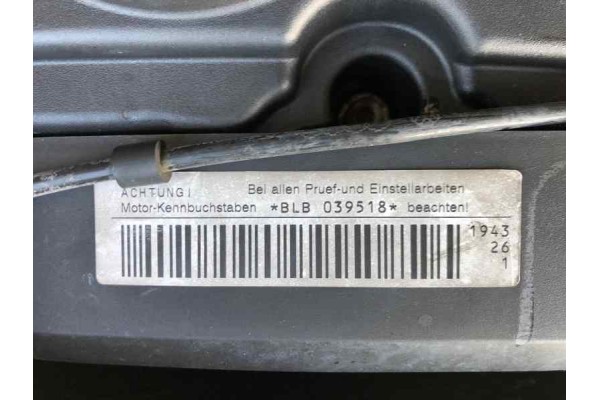 ACHTUNG! Bei allen Pruef-und Einstellarbeiten
Motor-Kennbuchstaben *BLB 039518* beachten!
1943
26
1